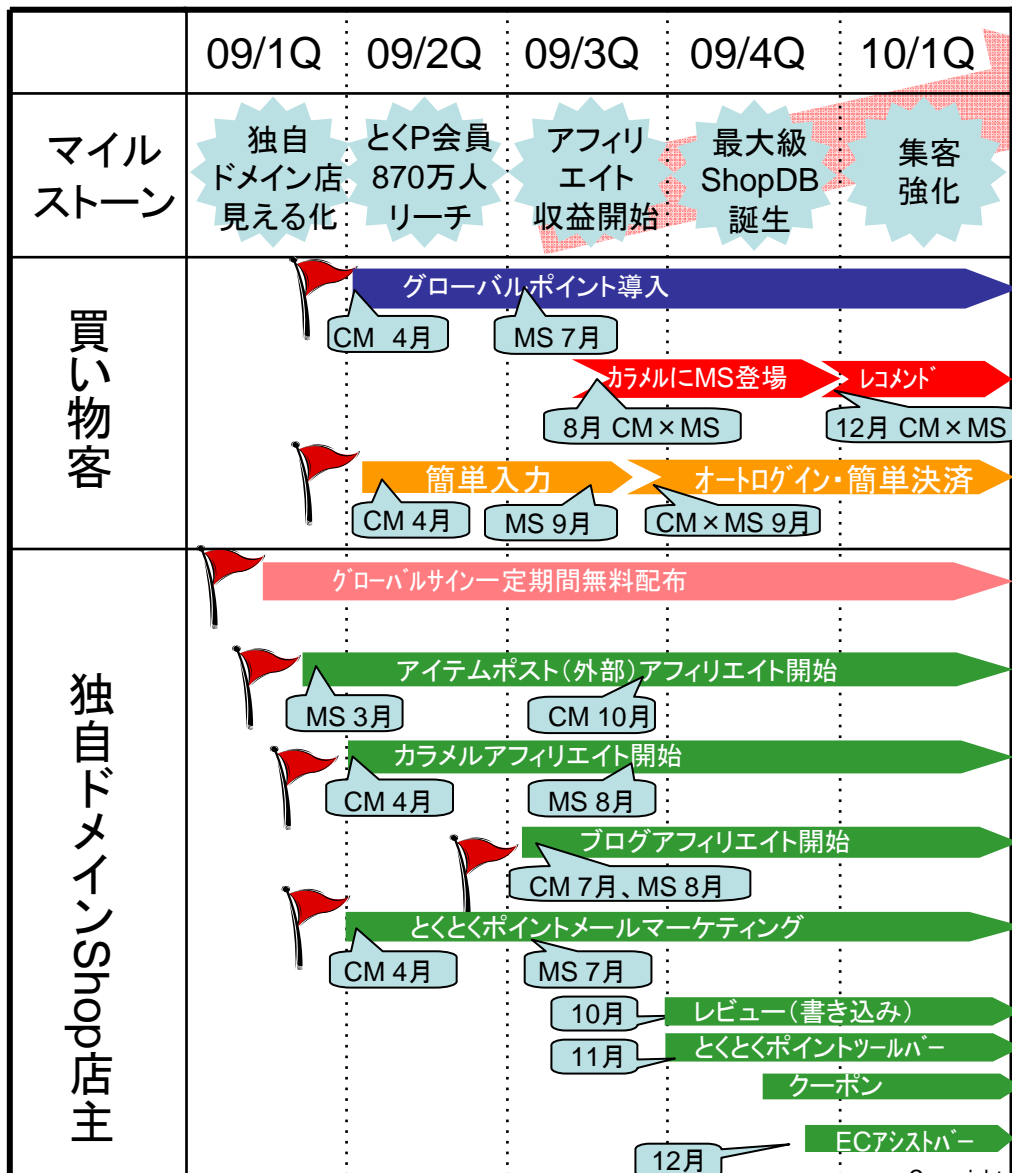 09/1Q 09/2Q 09/3Q 09/4Q 10/1Q
マイル
ストーン
独自
ドメイン店
見える化
とくP会員
870万人
リーチ
アフィリ
エイト
収益開始
最大級
ShopDB
誕生
集客
強化
買い物客
グローバルポイント導入
CM 4月
MS 7月
カラメルにMS登場
レコメンド
8月 CM×MS
12月 CM×MS
簡単入力
オートログイン・簡単決済
CM 4月
MS 9月
CM×MS 9月
独自ドメインShop店主
グローバルサイン一定期間無料配布
アイテムポスト(外部)アフィリエイト開始
MS 3月
CM 10月
カラメルアフィリエイト開始
CM 4月
MS 8月
ブログアフィリエイト開始
CM 7月、MS 8月
とくとくポイントメールマーケティング
CM 4月
MS 7月
10月
レビュー(書き込み)
11月
とくとくポイントツールバー
クーポン
ECアシストバー
12月